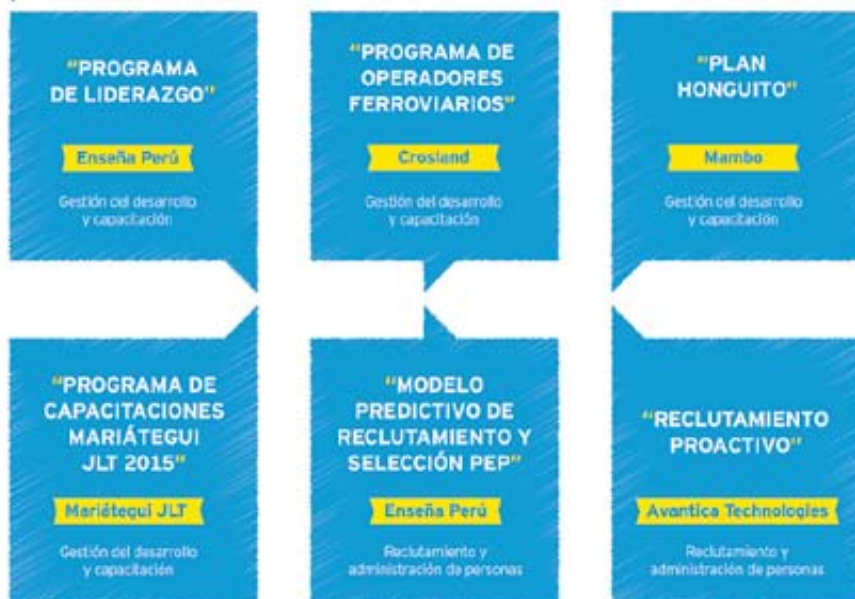 "PROGRAMA
DE LIDERAZGO"
Enseña Perú
Gestión del desarrollo
y capacitación
"PROGRAMA DE
OPERADORES
FERROVIARIOS"
Crosland
Gestión del desarrollo
y capacitación
"PLAN
HONGUITO"
Mambo
Gestión del desarrollo
y capacitación
"PROGRAMA DE
CAPACITACIONES
MARIÁTEGUI
JLT 2015"
Mariátegui JLT
Gestión del desarrollo
y capacitación
"MODELO
PREDICTIVO DE
RECLUTAMIENTO Y
SELECCIÓN PEP"
Enseña Perú
Reclutamiento y
administración de personas
"RECLUTAMIENTO
PROACTIVO"
Avantica Technologies
Reclutamiento y
administración de personas